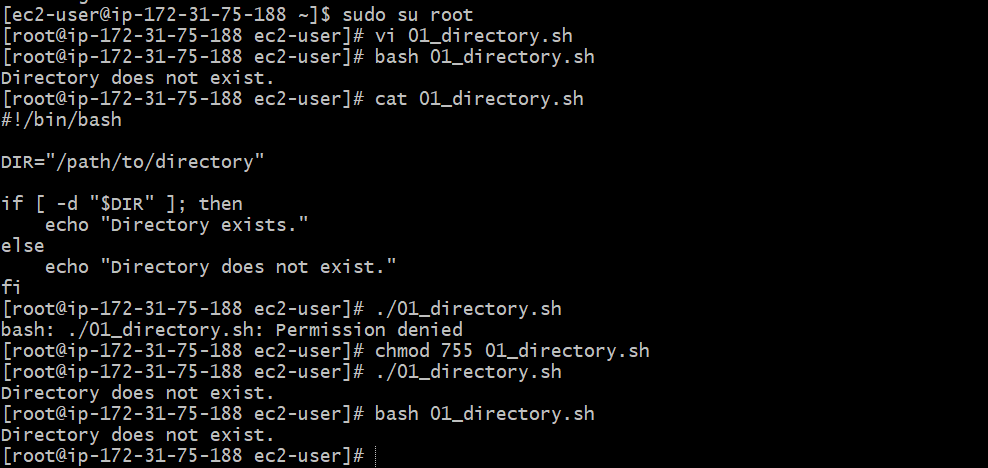 [ec2-user@ip-172-31-75-188 ~]$ sudo su root
[root@ip-172-31-75-188 ec2-user]# vi 01_directory.sh
[root@ip-172-31-75-188 ec2-user]# bash 01_directory.sh
Directory does not exist.
[root@ip-172-31-75-188 ec2-user]# cat 01_directory.sh
#!/bin/bash

DIR="/path/to/directory"

if [ -d "$DIR" ]; then
    echo "Directory exists."
else
    echo "Directory does not exist."
fi
[root@ip-172-31-75-188 ec2-user]# ./01_directory.sh
bash: ./01_directory.sh: Permission denied
[root@ip-172-31-75-188 ec2-user]# chmod 755 01_directory.sh
[root@ip-172-31-75-188 ec2-user]# ./01_directory.sh
Directory does not exist.
[root@ip-172-31-75-188 ec2-user]# bash 01_directory.sh
Directory does not exist.
[root@ip-172-31-75-188 ec2-user]#